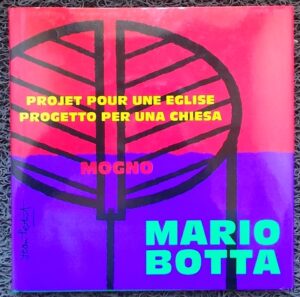 PROJET POUR UNE EGLISE
PROGETTO PER UNA CHIESA
MOGNO
MARIO
BOTTA